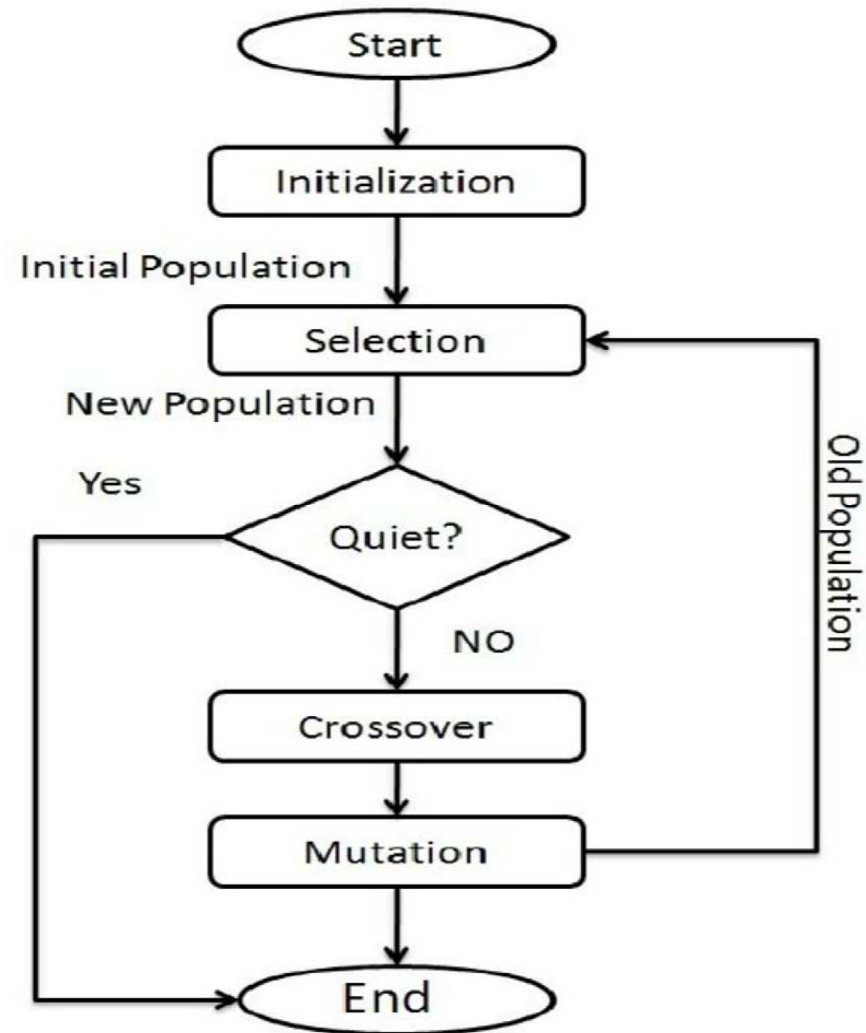 Start
Initialization
Initial Population
Selection
New Population
Yes
Quiet?
Old Population
NO
Crossover
Mutation
End